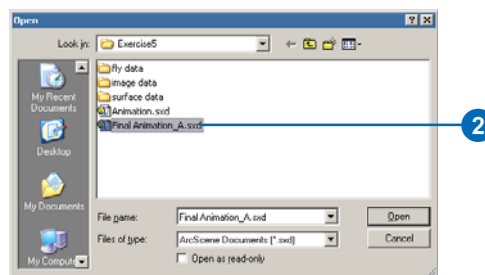 Open
Look in: Exercise5
My Recent Documents
Desktop
My Documents
My Compute
fly data
image data
surface data
Animation.sxd
Final Animation_A.sxd
2
File name: Final Animation_A.sxd Open
Files of type: ArcScene Documents (*.sxd) Cancel
Open as read-only